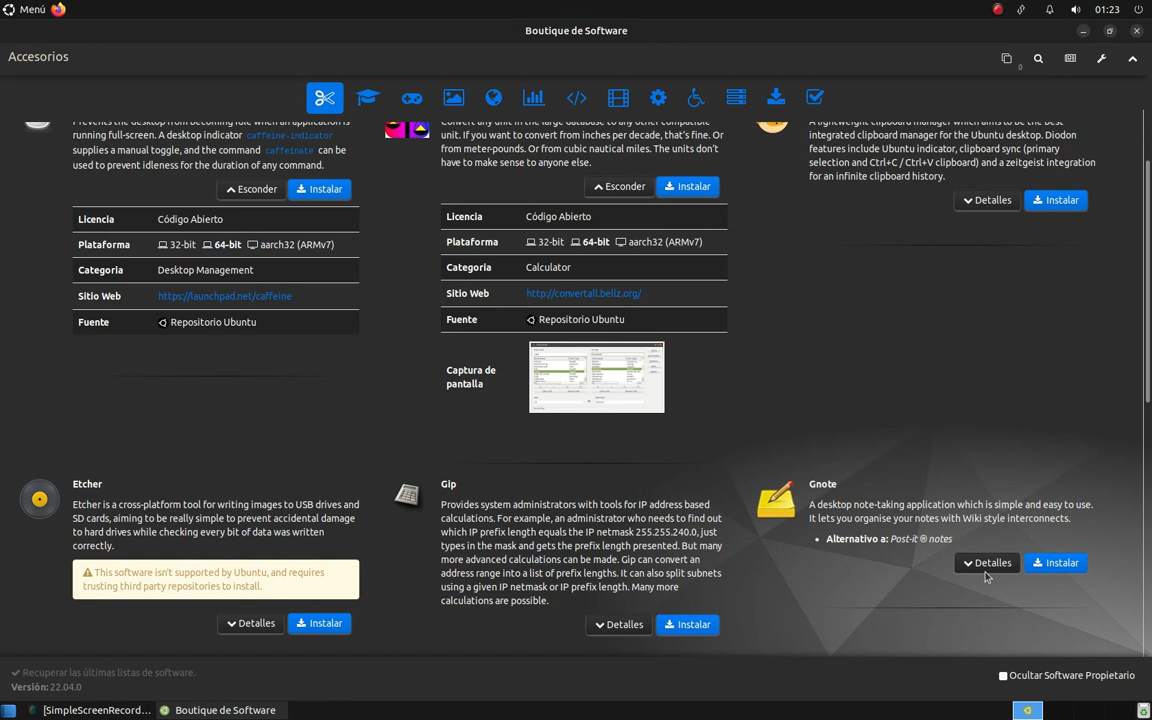 Menú
01:23
Boutique de Software
Accesorios
0
Prevents the desktop from becoming idle when an application is
running full-screen. A desktop indicator caffeine-indicator
supplies a manual toggle, and the command caffeinate can be
used to prevent idleness for the duration of any command.
Esconder
Instalar
Licencia Código Abierto
Plataforma 32-bit 64-bit aarch32 (ARMv7)
Categoria Desktop Management
Sitio Web https://launchpad.net/caffeine
Fuente Repositorio Ubuntu
Convert any unit in the large database to any other compatible
unit. If you want to convert from inches per decade, that's fine. Or
from meter-pounds. Or from cubic nautical miles. The units don't
have to make sense to anyone else.
Esconder
Instalar
Licencia Código Abierto
Plataforma 32-bit 64-bit aarch32 (ARMv7)
Categoria Calculator
Sitio Web http://convertall.bellz.org/
Fuente Repositorio Ubuntu
Captura de
pantalla
A lightweight clipboard manager which aims to be the best
integrated clipboard manager for the Ubuntu desktop. Diodon
features include Ubuntu indicator, clipboard sync (primary
selection and Ctrl+C / Ctrl+V clipboard) and a zeitgeist integration
for an infinite clipboard history.
Detalles
Instalar
Etcher
Etcher is a cross-platform tool for writing images to USB drives and
SD cards, aiming to be really simple to prevent accidental damage
to hard drives while checking every bit of data was written
correctly.
This software isn't supported by Ubuntu, and requires
trusting third party repositories to install.
Detalles
Instalar
Gip
Provides system administrators with tools for IP address based
calculations. For example, an administrator who needs to find out
which IP prefix length equals the IP netmask 255.255.240.0, just
types in the mask and gets the prefix length presented. But many
more advanced calculations can be made. Gip can convert an
address range into a list of prefix lengths. It can also split subnets
using a given IP netmask or IP prefix length. Many more
calculations are possible.
Detalles
Instalar
Gnote
A desktop note-taking application which is simple and easy to use.
It lets you organise your notes with Wiki style interconnects.
• Alternativo a: Post-it ® notes
Detalles
Instalar
Recuperar las últimas listas de software.
Versión: 22.04.0
Ocultar Software Propietario
[SimpleScreenRecord...
Boutique de Software